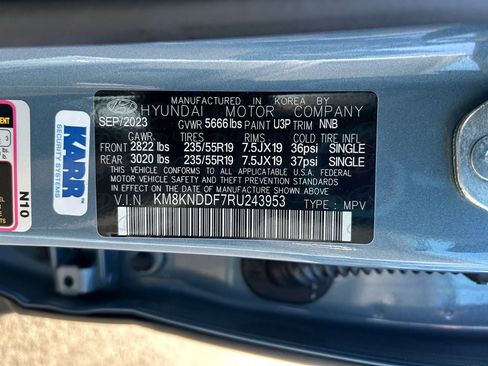 MANUFACTURED IN KOREA BY
HYUNDAI MOTOR COMPANY
SEP/2023 GVWR 5666 lbs PAINT U3P TRIM NNB
GAWR. TIRES RIMS COLD TIRE INFL
FRONT 2822 lbs 235/55R19 7.5JX19 36psi SINGLE
REAR 3020 lbs 235/55R19 7.5JX19 37psi SINGLE
THIS VEHICLE CONFORMS TO ALL APPLICABLE U.S.A. FEDERAL
MOTOR VEHICLE SAFETY AND THEFT PREVENTION STANDARDS
IN EFFECT ON THE DATE OF MANUFACTURE SHOWN ABOVE.
V.I.N KM8KNDDF7RU243953 TYPE : MPV
KARR
SECURITY SYSTEMS
N10